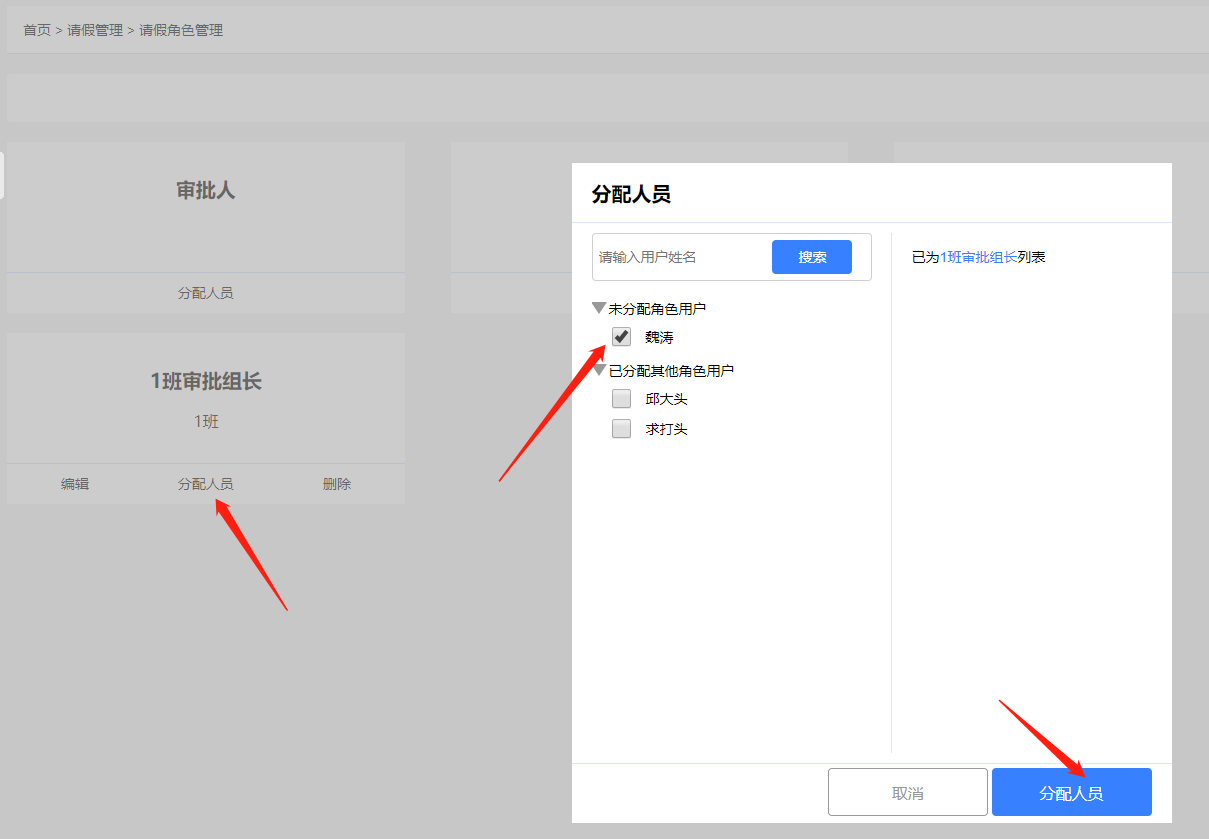 首页 > 请假管理 > 请假角色管理
审批人
分配人员
1班审批组长
1班
编辑 分配人员 删除
分配人员
请输入用户姓名 搜索
未分配角色用户
魏涛
已分配其他角色用户
邱大头
求打头
已为1班审批组长列表
取消 分配人员